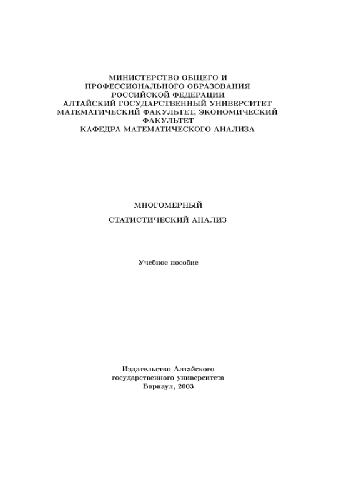 МИНИСТЕРСТВО ОБЩЕГО И
ПРОФЕССИОНАЛЬНОГО ОБРАЗОВАНИЯ
РОССИЙСКОЙ ФЕДЕРАЦИИ
АЛТАЙСКИЙ ГОСУДАРСТВЕННЫЙ УНИВЕРСИТЕТ
МАТЕМАТИЧЕСКИЙ ФАКУЛЬТЕТ, ЭКОНОМИЧЕСКИЙ
ФАКУЛЬТЕТ
КАФЕДРА МАТЕМАТИЧЕСКОГО АНАЛИЗА
МНОГОМЕРНЫЙ
СТАТИСТИЧЕСКИЙ АНАЛИЗ
Учебное пособие
Издательство Алтайского
государственного университета
Барнаул, 2003